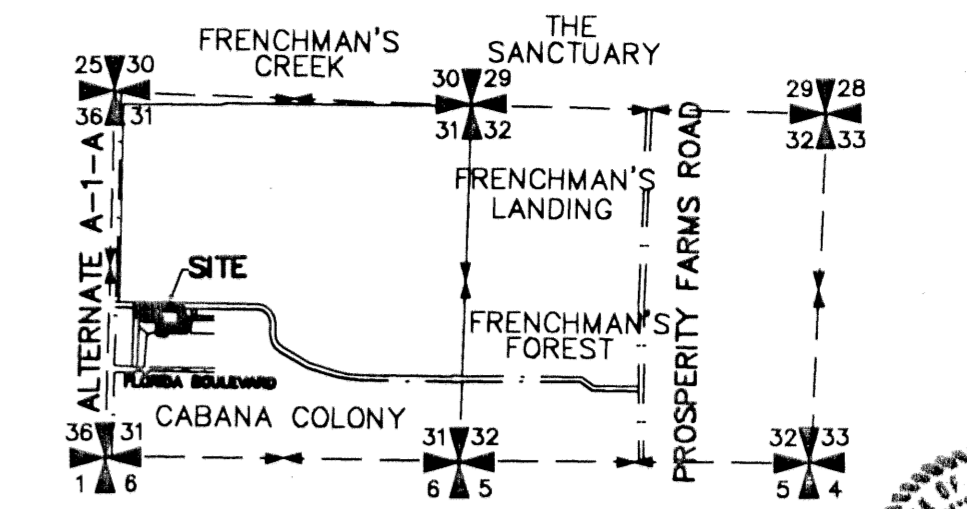 FRENCHMAN'S
CREEK
THE
SANCTUARY
25 30
36 31
30 29
31 32
29 28
32 33
ALTERNATE A-1-A
FRENCHMAN'S
LANDING
PROSPERITY FARMS ROAD
SITE
FRENCHMAN'S
FOREST
FLORIDA BOULEVARD
CABANA COLONY
36 31
1 6
31 32
6 5
32 33
5 4
OF